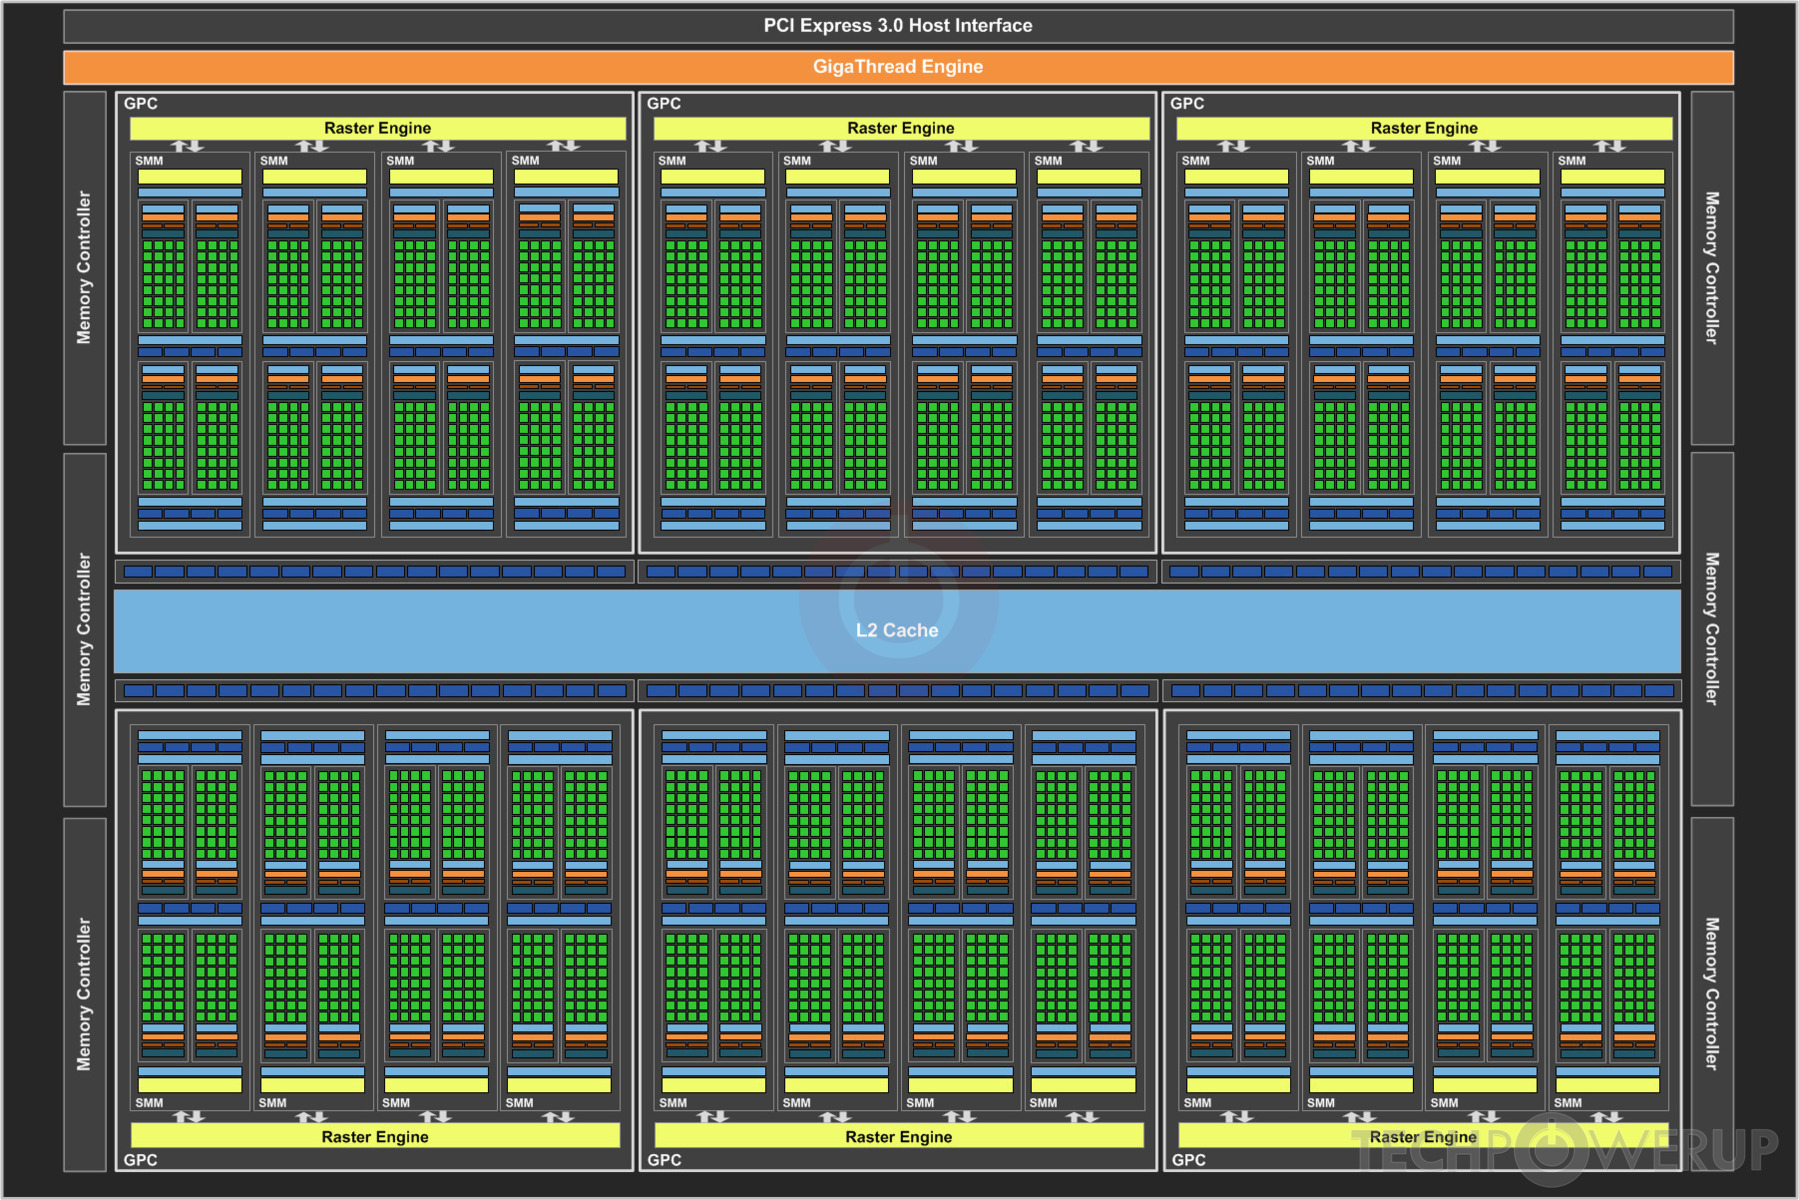 PCI Express 3.0 Host Interface
GigaThread Engine
GPC
GPC
GPC
Raster Engine
Raster Engine
Raster Engine
SMM
SMM
SMM
SMM
SMM
SMM
SMM
SMM
SMM
SMM
SMM
SMM
Memory Controller
Memory Controller
Memory Controller
Memory Controller
L2 Cache
Memory Controller
Memory Controller
SMM
SMM
SMM
SMM
SMM
SMM
SMM
SMM
SMM
SMM
SMM
SMM
Raster Engine
Raster Engine
Raster Engine
GPC
GPC
GPC
TECHPOWERUP